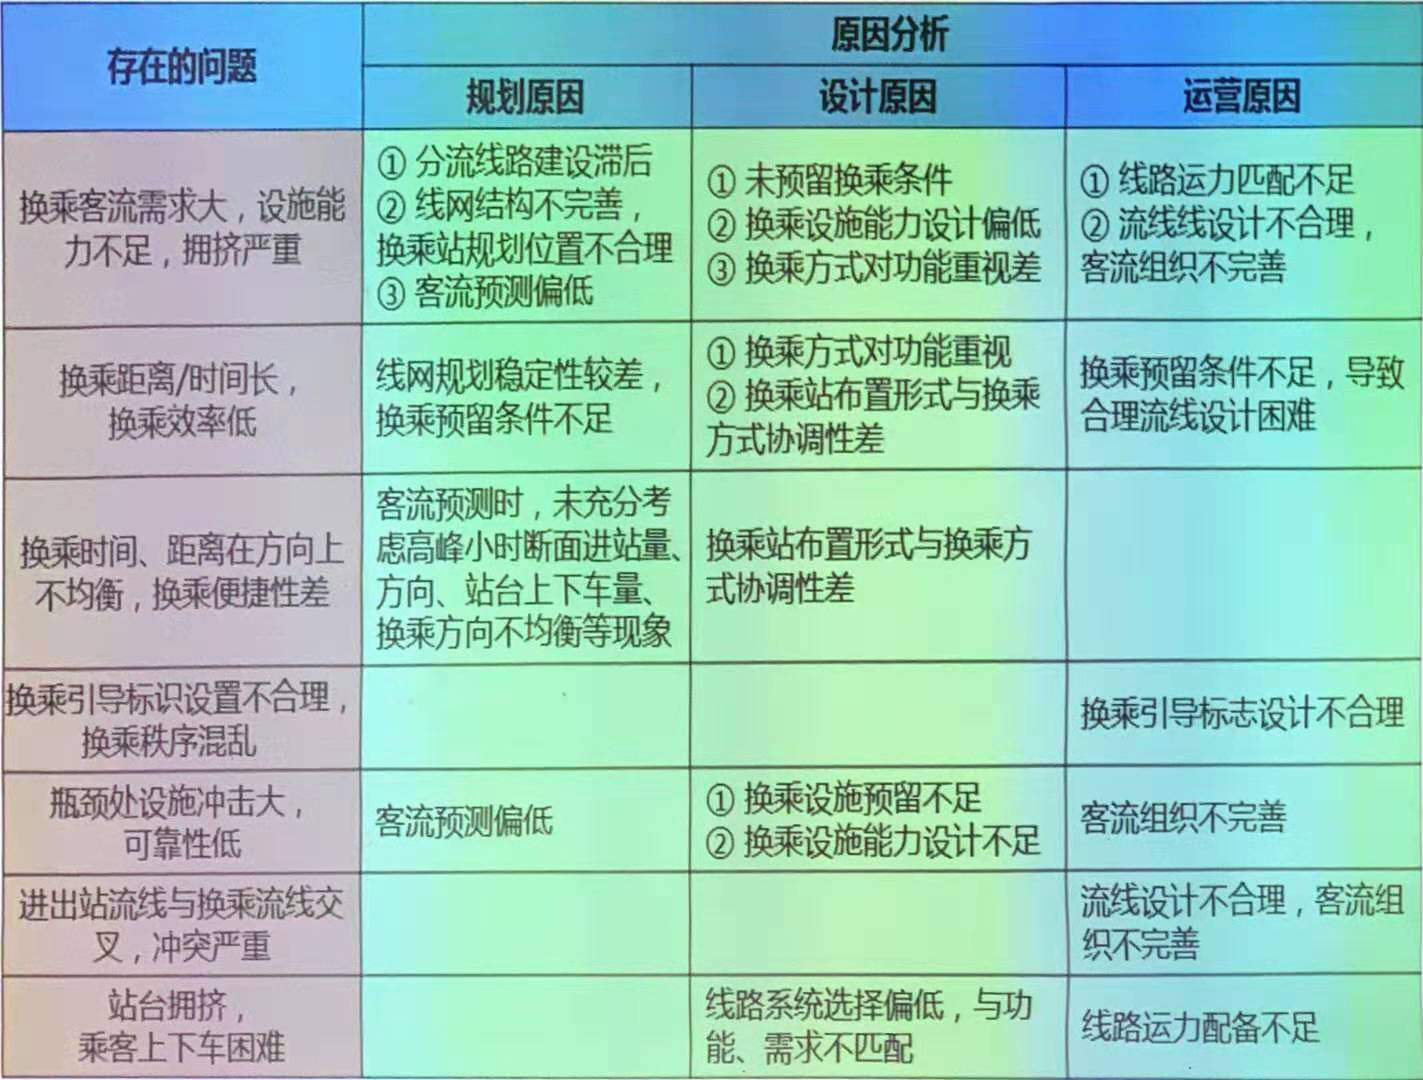 存在的问题
原因分析
规划原因
设计原因
运营原因
换乘客流需求大，设施能
力不足，拥挤严重
① 分流线路建设滞后
② 线网结构不完善，
换乘站规划位置不合理
③ 客流预测偏低
① 未预留换乘条件
② 换乘设施能力设计偏低
③ 换乘方式对功能重视差
① 线路运力匹配不足
② 流线线设计不合理，
客流组织不完善
换乘距离/时间长，
换乘效率低
线网规划稳定性较差，
换乘预留条件不足
① 换乘方式对功能重视
② 换乘站布置形式与换乘
方式协调性差
换乘预留条件不足，导致
合理流线设计困难
换乘时间、距离在方向上
不均衡，换乘便捷性差
客流预测时，未充分考
虑高峰小时断面进站量、
方向、站台上下车量、
换乘方向不均衡等现象
换乘站布置形式与换乘方
式协调性差
换乘引导标识设置不合理，
换乘秩序混乱
换乘引导标志设计不合理
瓶颈处设施冲击大，
可靠性低
客流预测偏低
① 换乘设施预留不足
② 换乘设施能力设计不足
客流组织不完善
进出站流线与换乘流线交
叉，冲突严重
流线设计不合理，客流组
织不完善
站台拥挤，
乘客上下车困难
线路系统选择偏低，与功
能、需求不匹配
线路运力配备不足